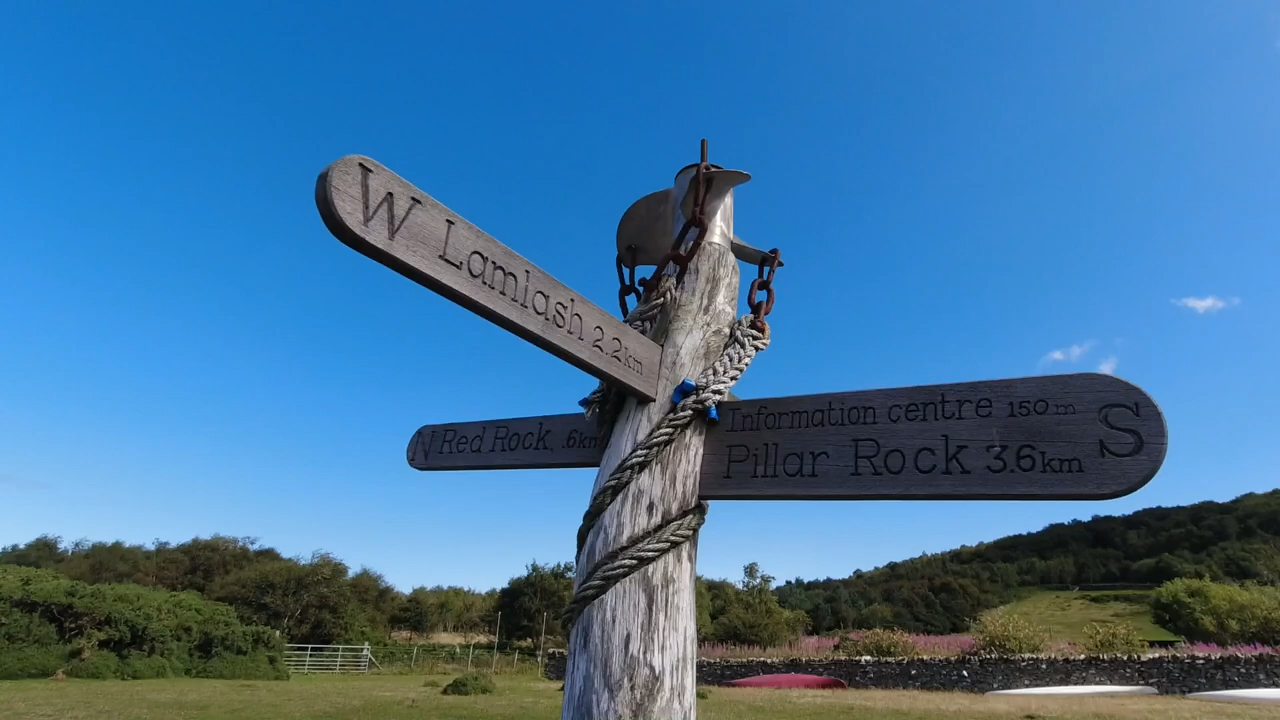 W Lamlash 2.2km
N Red Rock, .6km
Information centre 150m
Pillar Rock 3.6km S